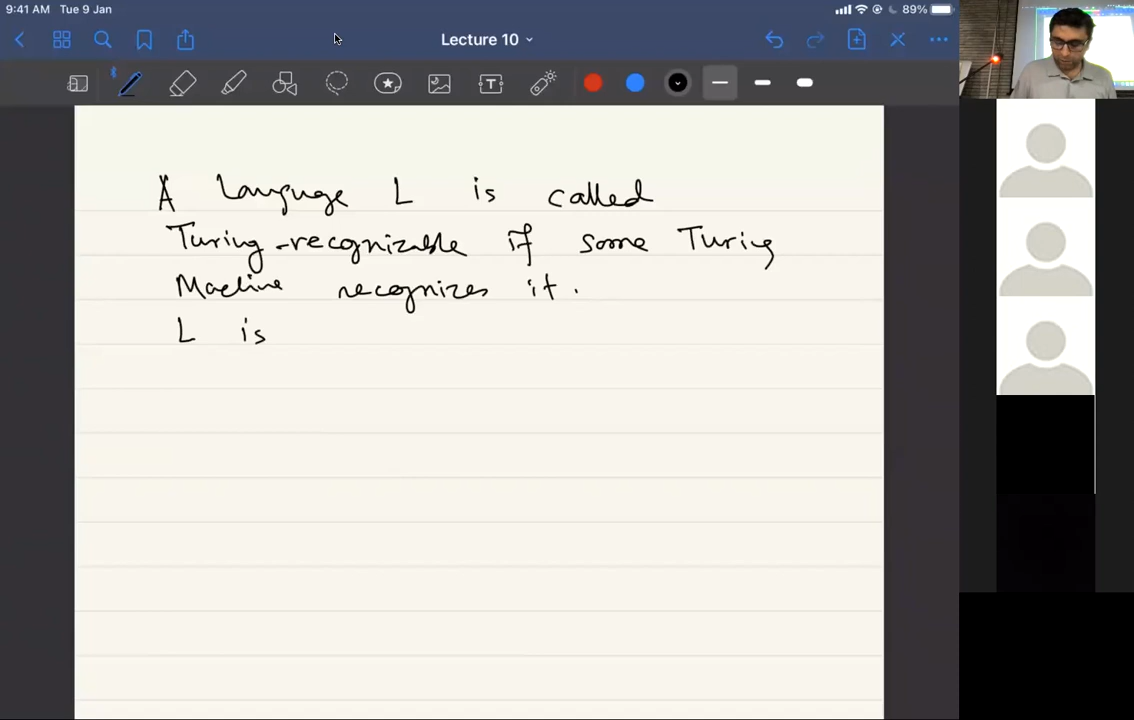 9:41 AM Tue 9 Jan
89%
Lecture 10
A language L is called
Turing-recognizable if some Turing
Machine recognizes it.
L is